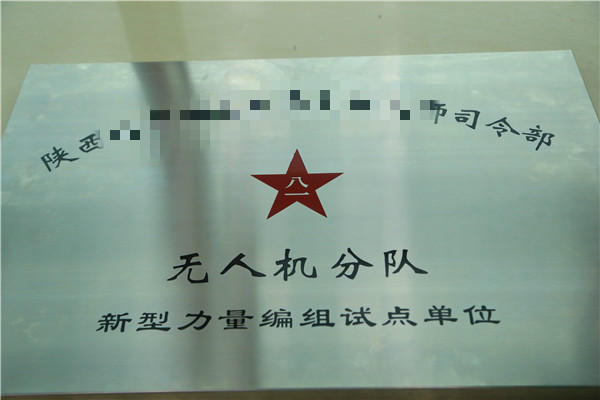 陕西 师司令部
八一
无人机分队
新型力量编组试点单位